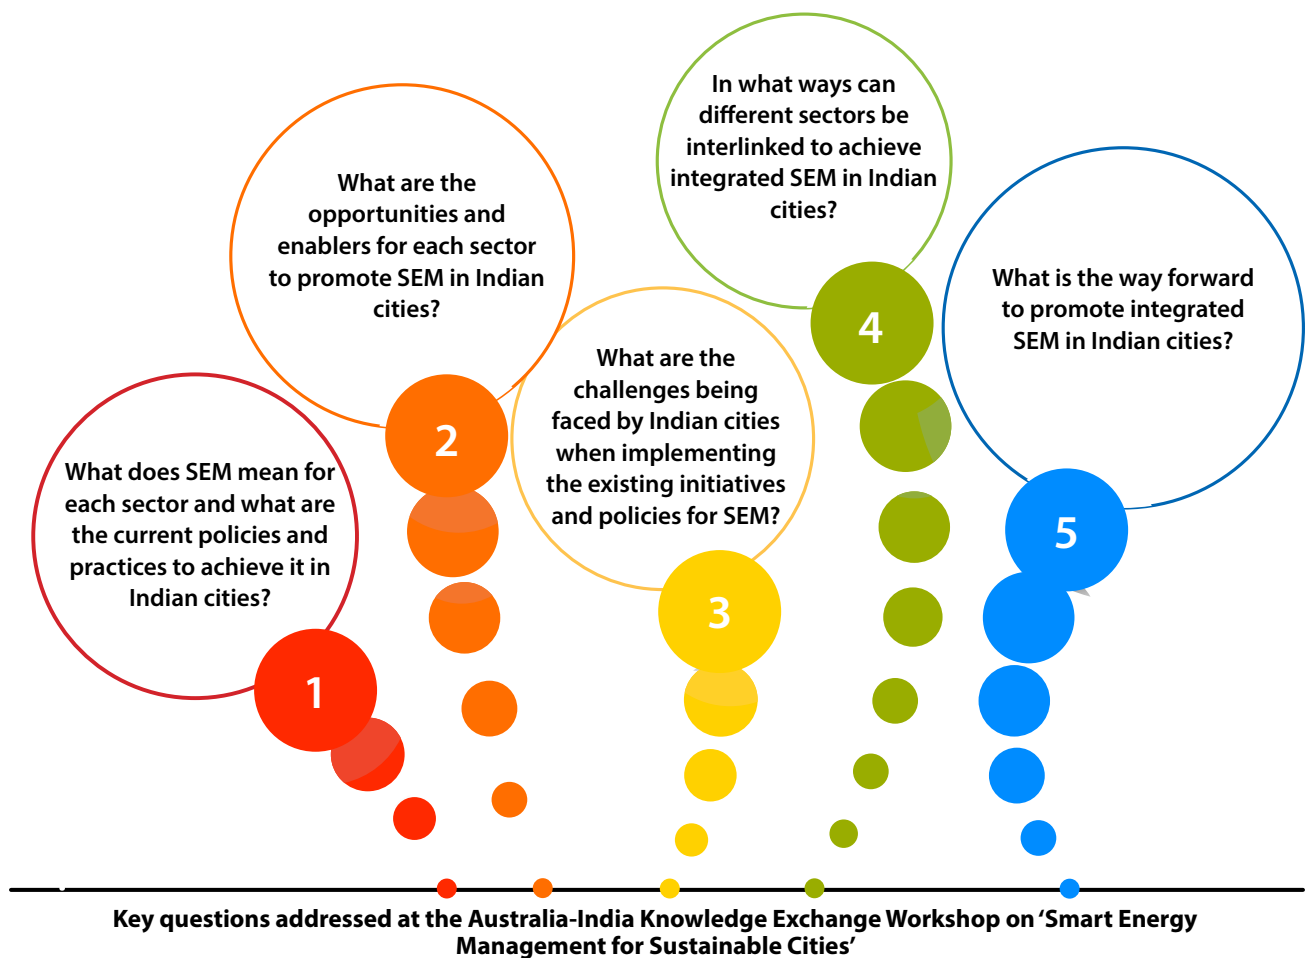 What does SEM mean for
each sector and what are
the current policies and
practices to achieve it in
Indian cities?
1
What are the
opportunities and
enablers for each sector
to promote SEM in Indian
cities?
2
What are the
challenges being
faced by Indian cities
when implementing
the existing initiatives
and policies for SEM?
3
In what ways can
different sectors be
interlinked to achieve
integrated SEM in Indian
cities?
4
What is the way forward
to promote integrated
SEM in Indian cities?
5
Key questions addressed at the Australia-India Knowledge Exchange Workshop on ‘Smart Energy
Management for Sustainable Cities’